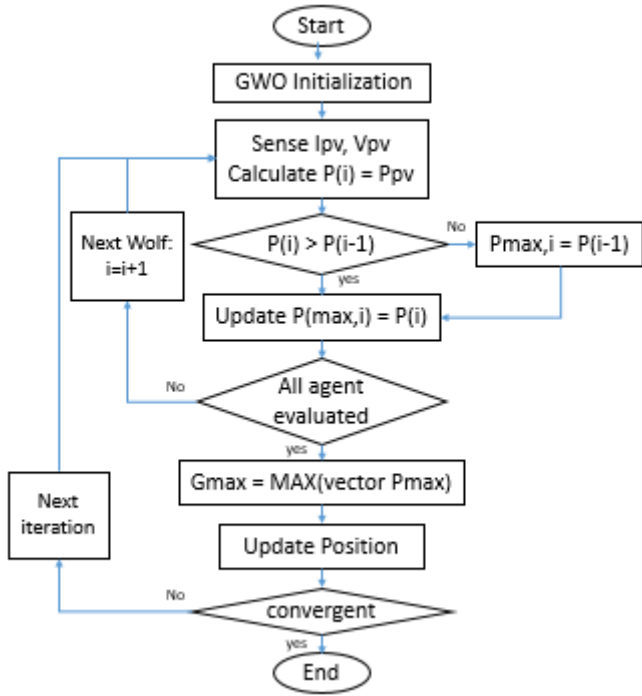 Start
GWO Initialization
Sense Ipv, Vpv
Calculate P(i) = Ppv
Next Wolf:
i=i+1
P(i) > P(i-1)
No
Pmax,i = P(i-1)
yes
Update P(max,i) = P(i)
No
All agent
evaluated
yes
Gmax = MAX(vector Pmax)
Next
iteration
Update Position
No
convergent
yes
End